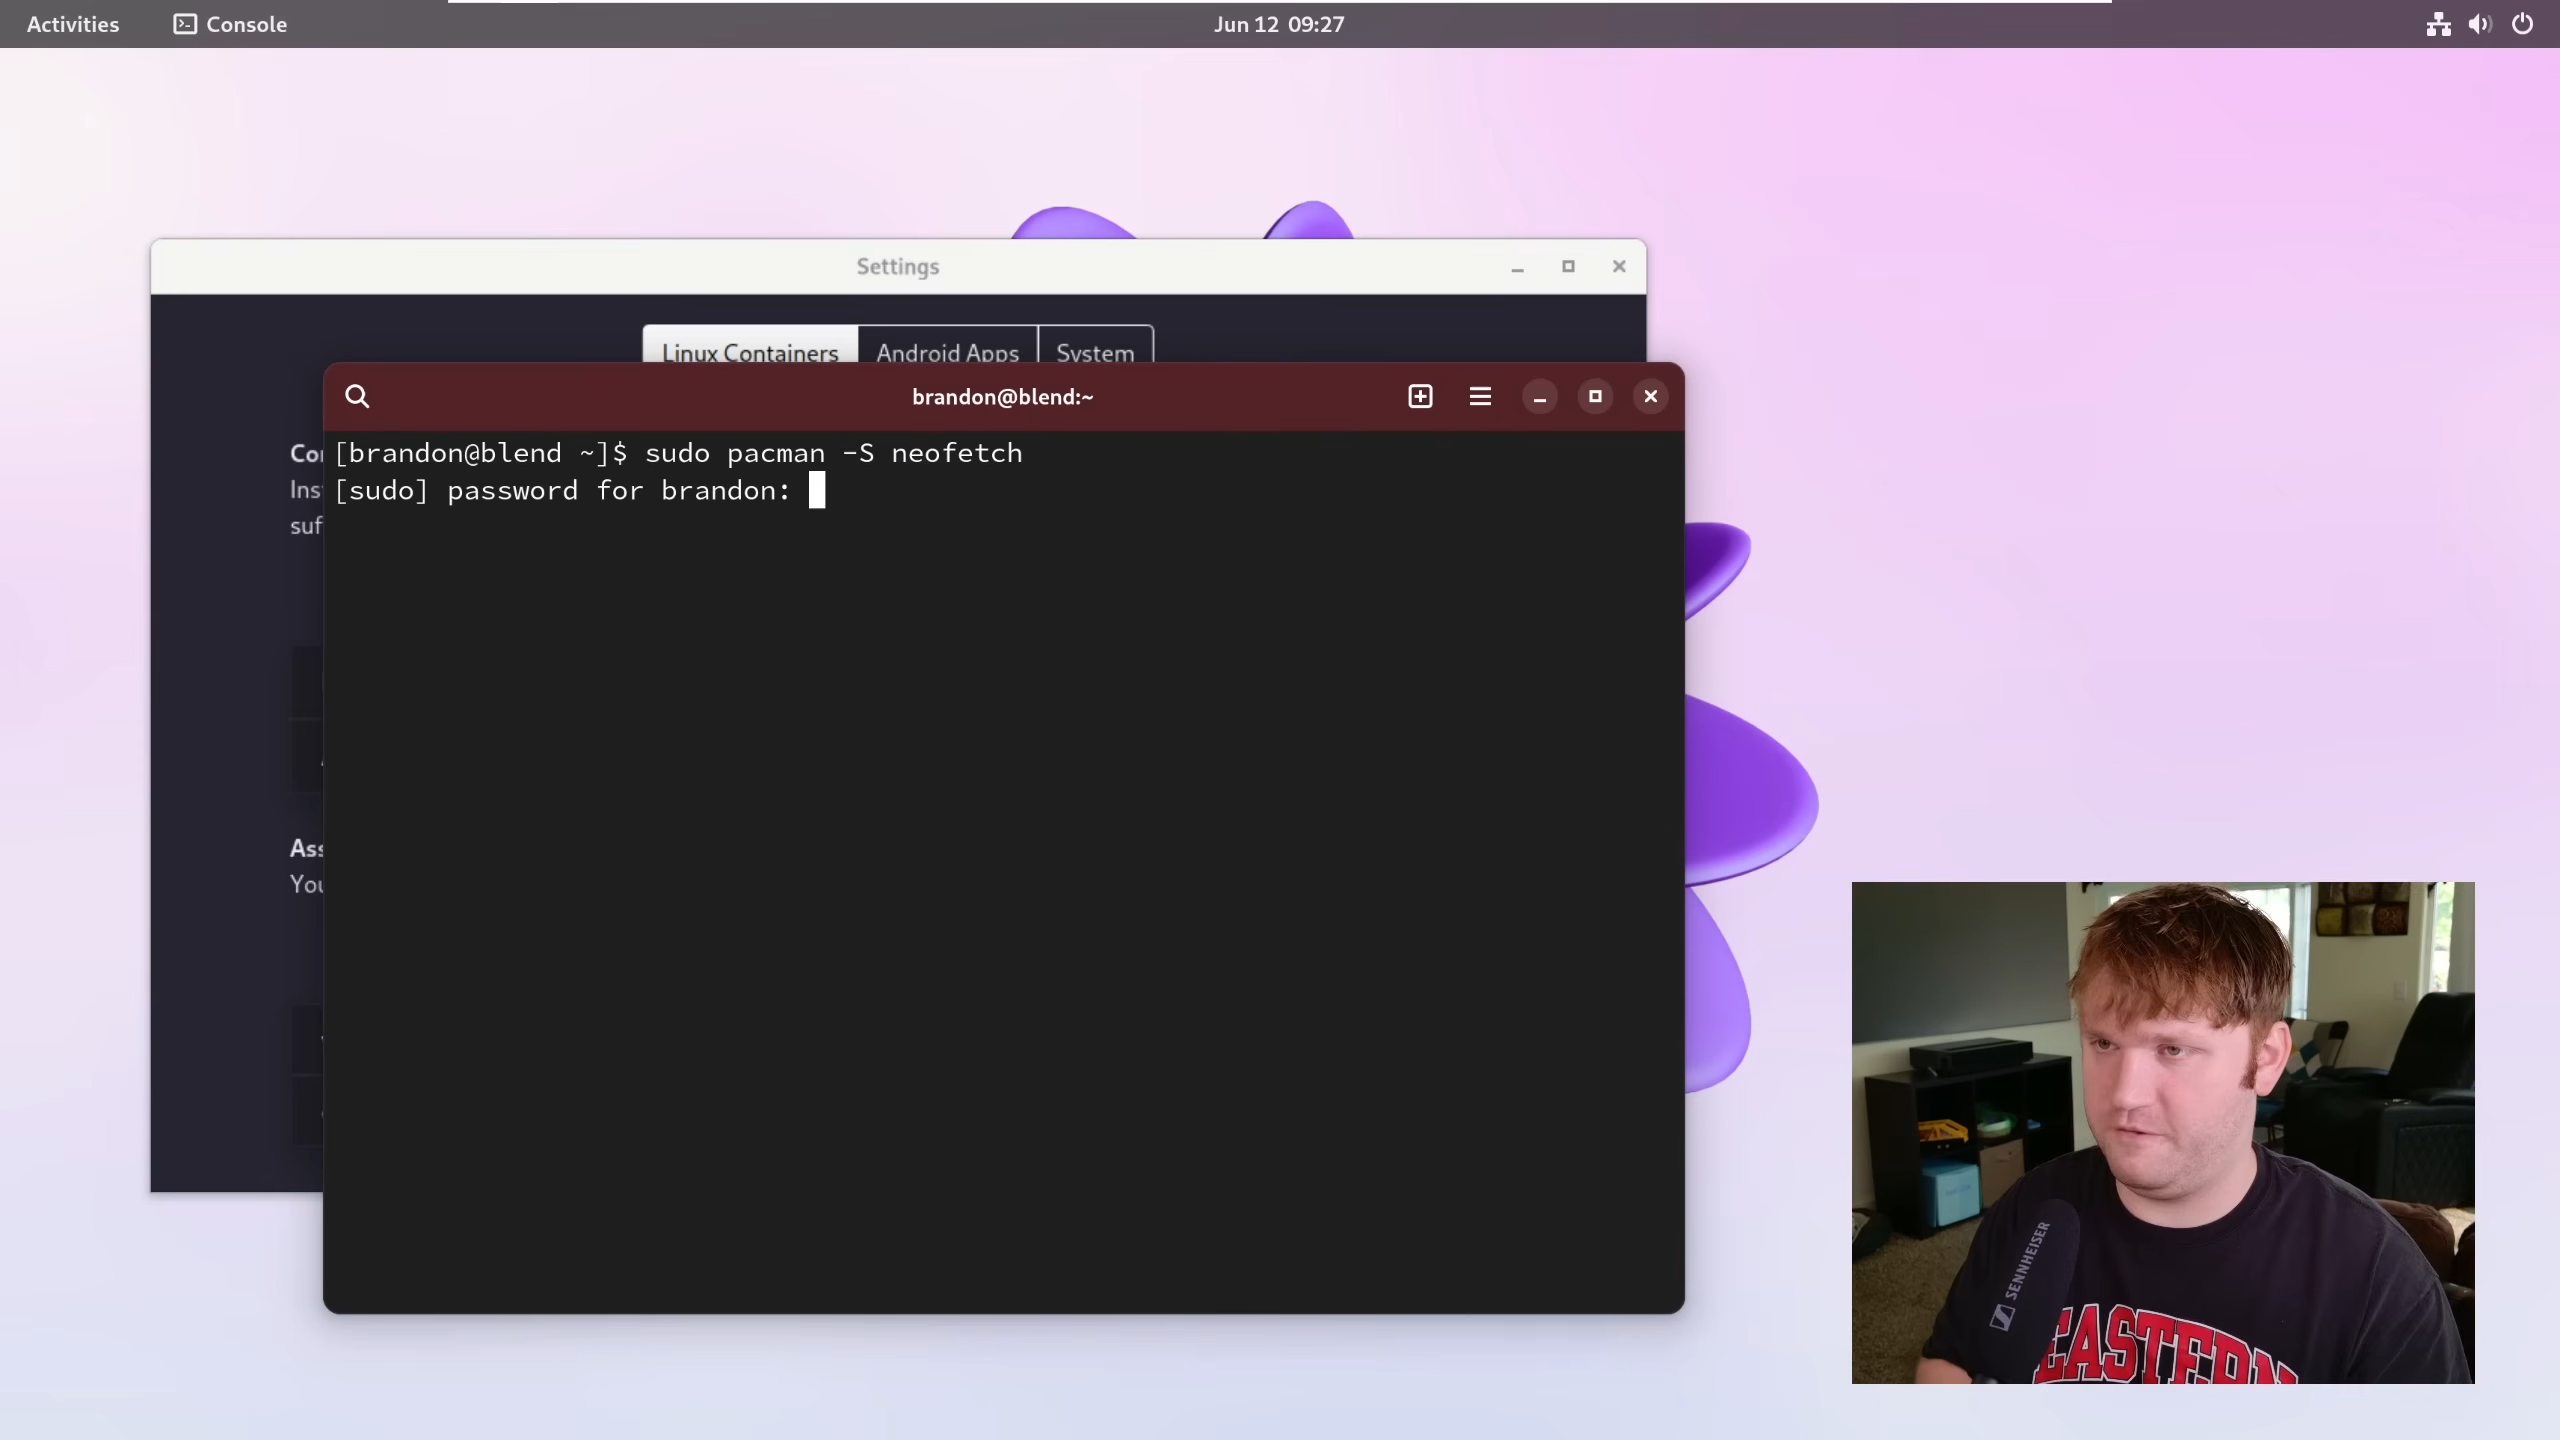 Activities
Console
Jun 12 09:27
Settings
Linux Containers
Android Apps
System
brandon@blend:~
[brandon@blend ~]$ sudo pacman -S neofetch
[sudo] password for brandon:
SENNHEISER
EASTERN